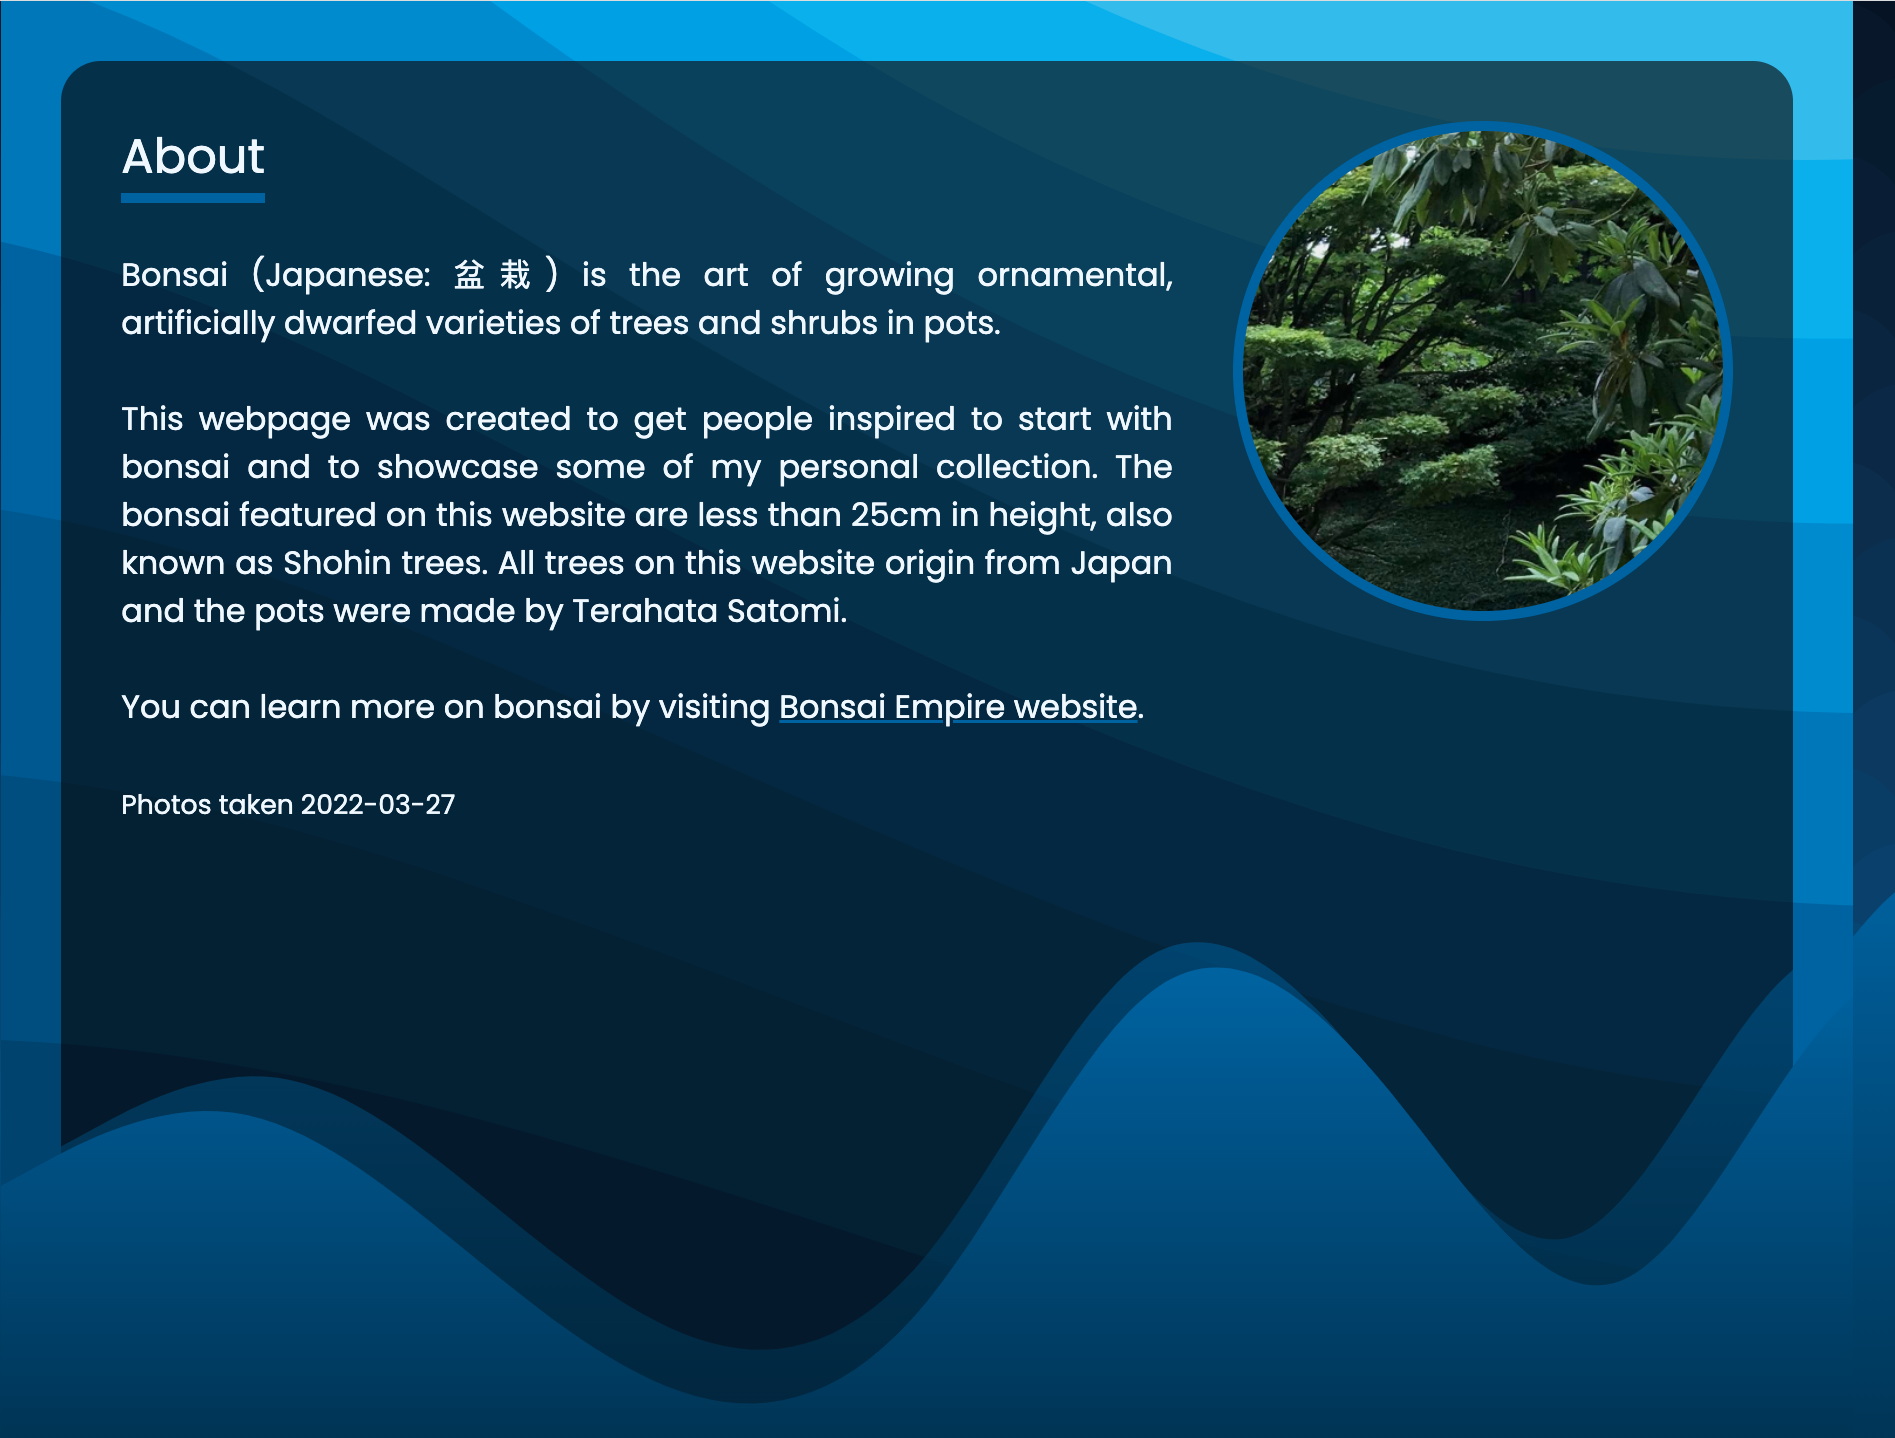 About
Bonsai (Japanese: 盆栽) is the art of growing ornamental,
artificially dwarfed varieties of trees and shrubs in pots.
This webpage was created to get people inspired to start with
bonsai and to showcase some of my personal collection. The
bonsai featured on this website are less than 25cm in height, also
known as Shohin trees. All trees on this website origin from Japan
and the pots were made by Terahata Satomi.
You can learn more on bonsai by visiting Bonsai Empire website.
Photos taken 2022-03-27